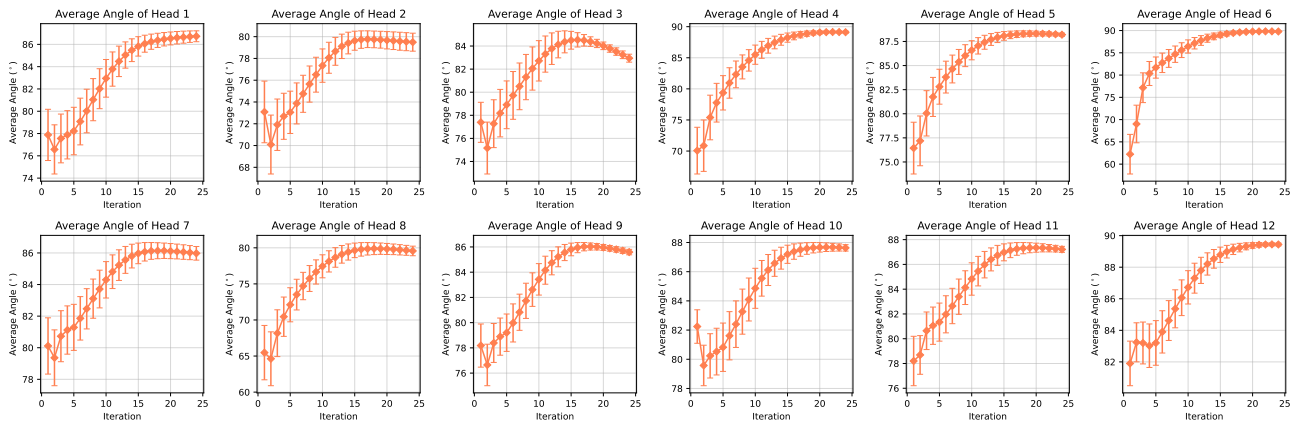 Average Angle of Head 1
Average Angle (°)
86
84
82
80
78
76
74
0 5 10 15 20 25
Iteration
Average Angle of Head 2
Average Angle (°)
80
78
76
74
72
70
68
0 5 10 15 20 25
Iteration
Average Angle of Head 3
Average Angle (°)
84
82
80
78
76
74
72
0 5 10 15 20 25
Iteration
Average Angle of Head 4
Average Angle (°)
90
85
80
75
70
0 5 10 15 20 25
Iteration
Average Angle of Head 5
Average Angle (°)
87.5
85.0
82.5
80.0
77.5
75.0
0 5 10 15 20 25
Iteration
Average Angle of Head 6
Average Angle (°)
90
85
80
75
70
65
60
0 5 10 15 20 25
Iteration
Average Angle of Head 7
Average Angle (°)
86
84
82
80
78
0 5 10 15 20 25
Iteration
Average Angle of Head 8
Average Angle (°)
80
75
70
65
60
0 5 10 15 20 25
Iteration
Average Angle of Head 9
Average Angle (°)
86
84
82
80
78
76
0 5 10 15 20 25
Iteration
Average Angle of Head 10
Average Angle (°)
88
86
84
82
80
78
0 5 10 15 20 25
Iteration
Average Angle of Head 11
Average Angle (°)
88
86
84
82
80
78
76
0 5 10 15 20 25
Iteration
Average Angle of Head 12
Average Angle (°)
90
88
86
84
82
0 5 10 15 20 25
Iteration